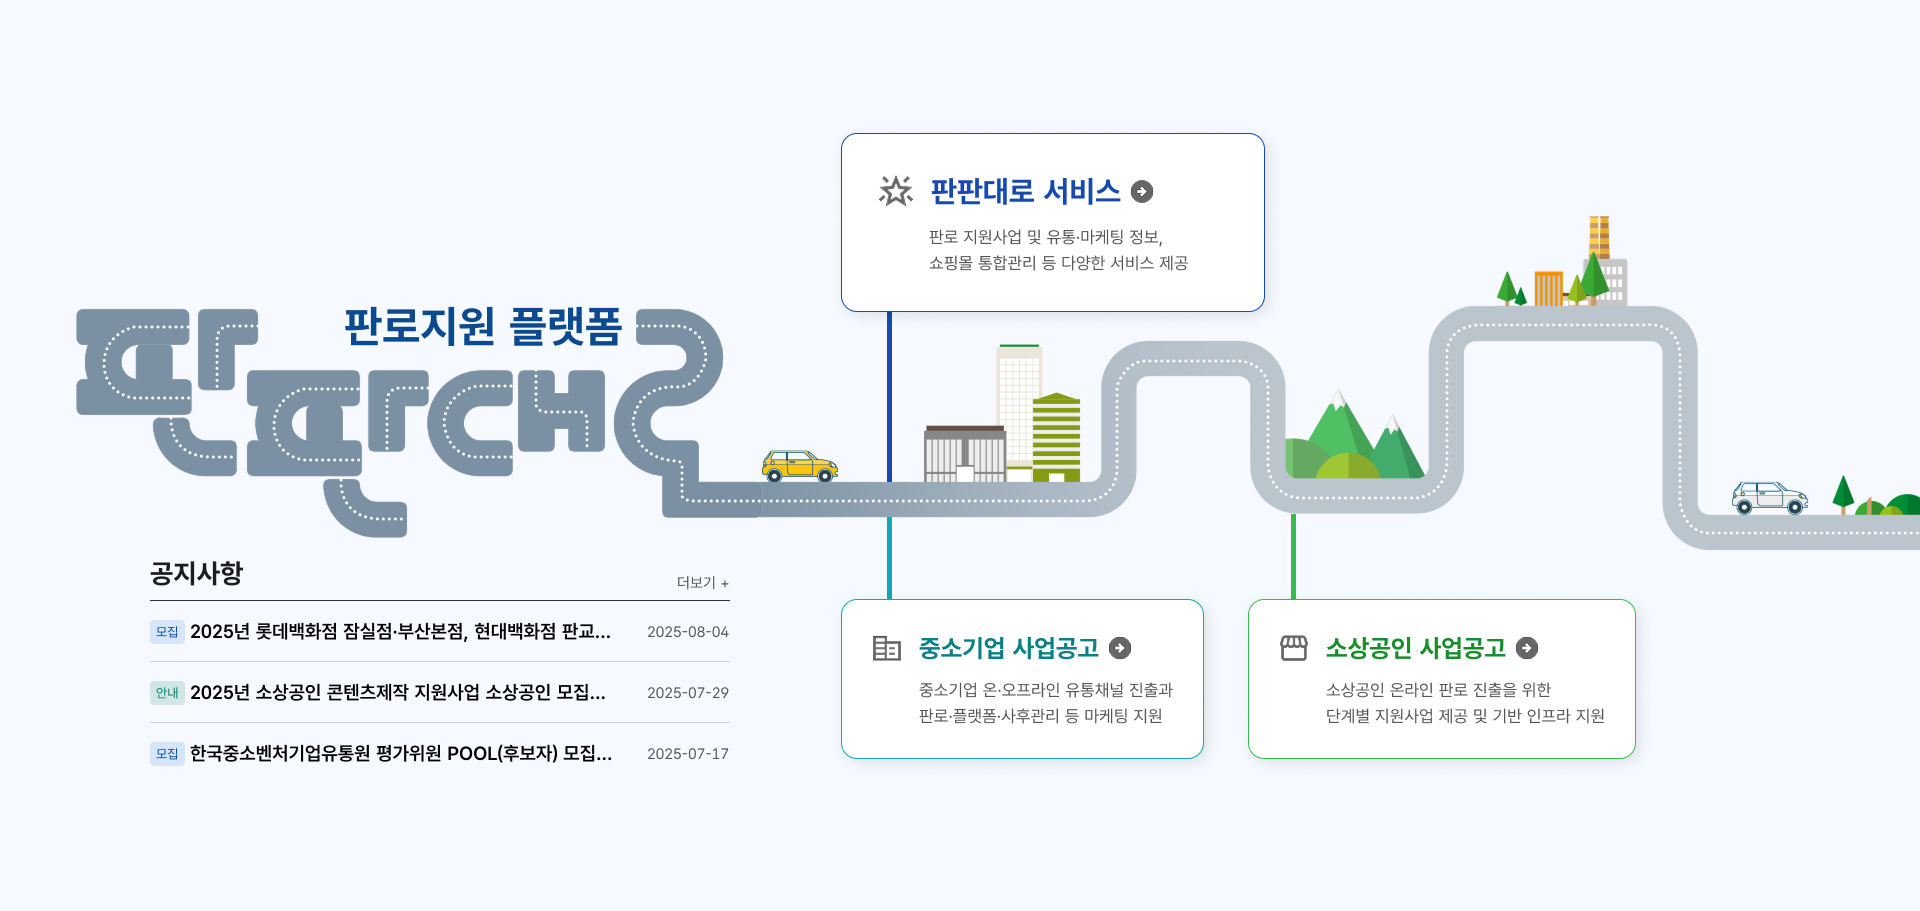 판로지원 플랫폼
판판대로
공지사항
더보기 +
모집 2025년 롯데백화점 잠실점·부산본점, 현대백화점 판교... 2025-08-04
안내 2025년 소상공인 콘텐츠제작 지원사업 소상공인 모집... 2025-07-29
모집 한국중소벤처기업유통원 평가위원 POOL(후보자) 모집... 2025-07-17
판판대로 서비스
판로 지원사업 및 유통·마케팅 정보,
쇼핑몰 통합관리 등 다양한 서비스 제공
중소기업 사업공고
중소기업 온·오프라인 유통채널 진출과
판로·플랫폼·사후관리 등 마케팅 지원
소상공인 사업공고
소상공인 온라인 판로 진출을 위한
단계별 지원사업 제공 및 기반 인프라 지원